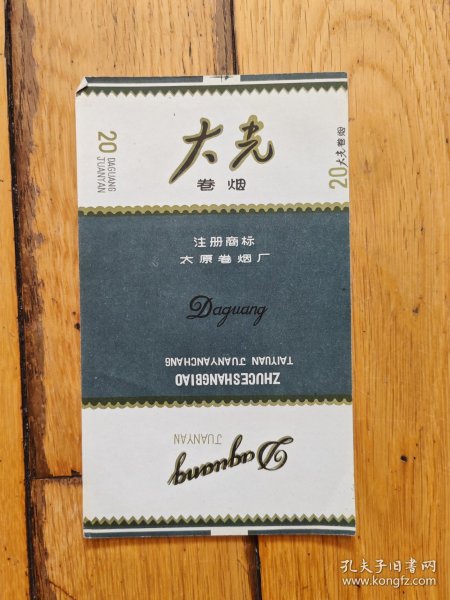 大光
卷烟
20 DAGUANG
JUANYAN
20 大光卷烟
注册商标
太原卷烟厂
Daguang
ZHUCESHANGBIAO
TAIYUAN JUANYANCHANG
Daguang
JUANYAN
孔夫子旧书网
www.kongfz.com